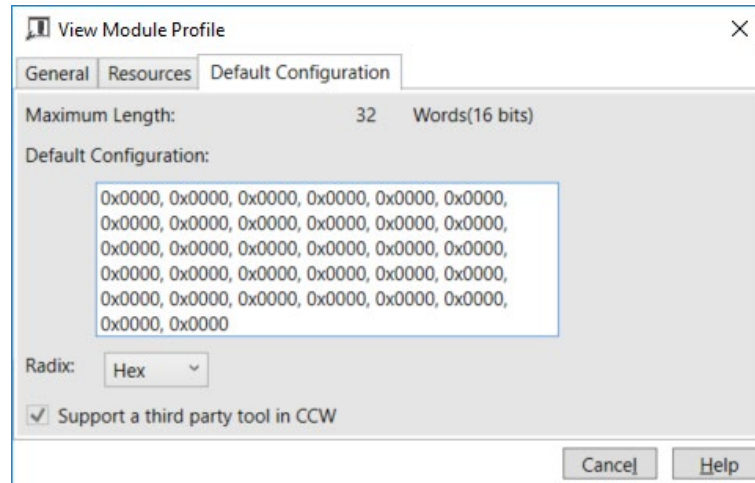 View Module Profile
General Resources Default Configuration
Maximum Length: 32 Words(16 bits)
Default Configuration:
0x0000, 0x0000, 0x0000, 0x0000, 0x0000, 0x0000,
0x0000, 0x0000, 0x0000, 0x0000, 0x0000, 0x0000,
0x0000, 0x0000, 0x0000, 0x0000, 0x0000, 0x0000,
0x0000, 0x0000, 0x0000, 0x0000, 0x0000, 0x0000,
0x0000, 0x0000, 0x0000, 0x0000, 0x0000, 0x0000,
0x0000, 0x0000
Radix: Hex
Support a third party tool in CCW
Cancel Help